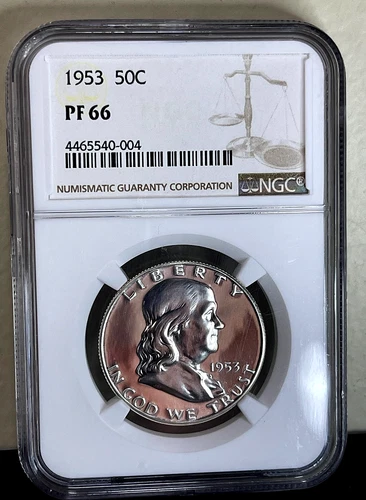 1953 50C
PF 66
4465540-004
NUMISMATIC GUARANTY CORPORATION
NGC®
LIBERTY
1953
IN GOD WE TRUST